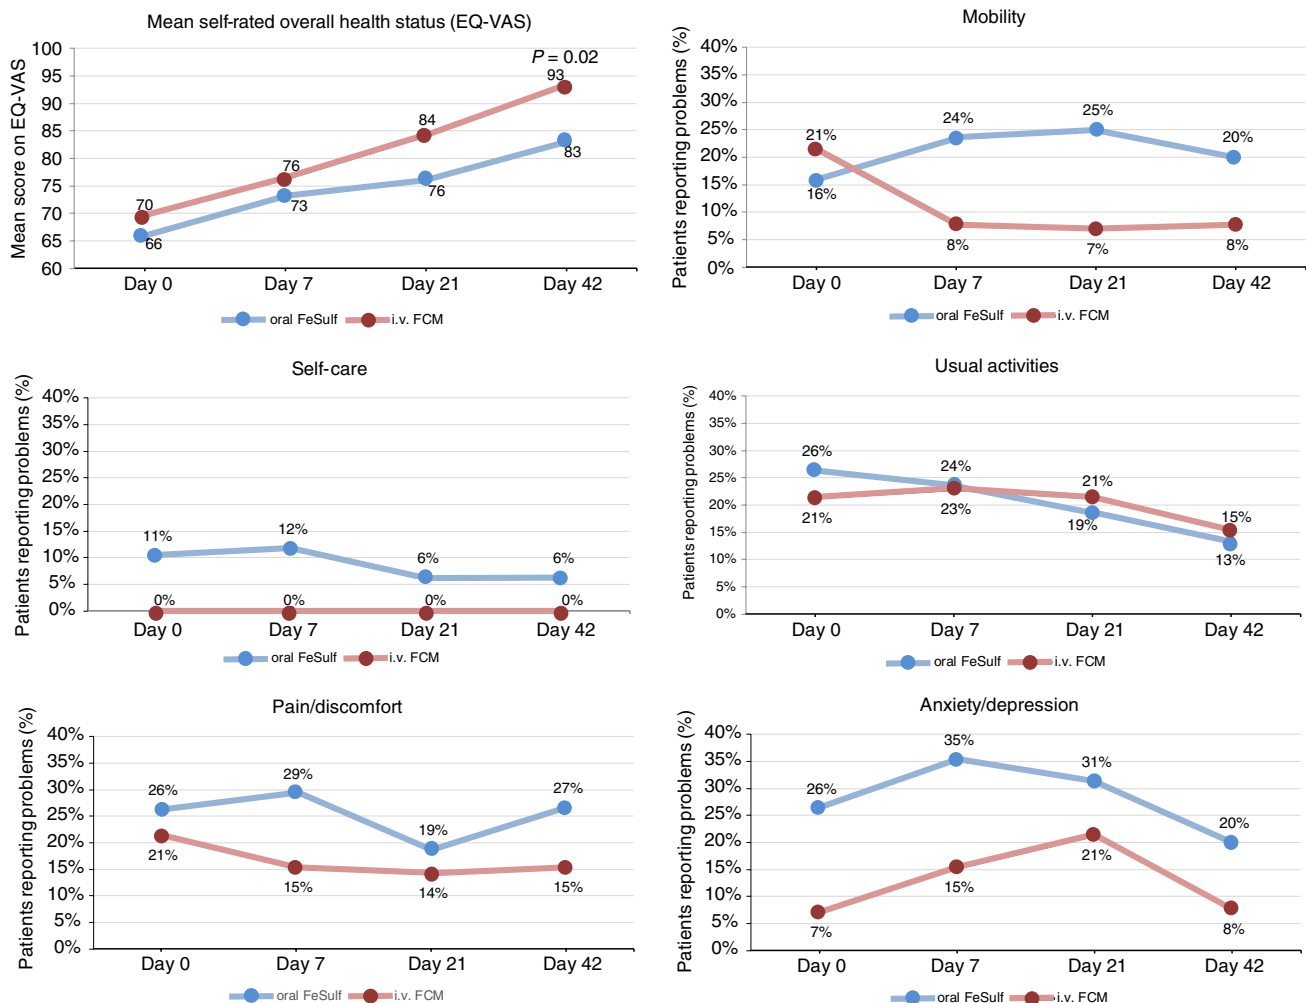 Mean self-rated overall health status (EQ-VAS)
Mean score on EQ-VAS
100
95
90
85
80
75
70
65
60
P = 0.02
93
84
76
70
83
76
73
66
Day 0 Day 7 Day 21 Day 42
oral FeSulf i.v. FCM
Mobility
Patients reporting problems (%)
40%
35%
30%
25%
20%
15%
10%
5%
0%
21%
16%
24%
25%
20%
8%
7%
8%
Day 0 Day 7 Day 21 Day 42
oral FeSulf i.v. FCM
Self-care
Patients reporting problems (%)
40%
35%
30%
25%
20%
15%
10%
5%
0%
11% 12% 6% 6%
0% 0% 0% 0%
Day 0 Day 7 Day 21 Day 42
oral FeSulf i.v. FCM
Usual activities
Patients reporting problems (%)
40%
35%
30%
25%
20%
15%
10%
5%
0%
26% 24% 21% 15%
21% 23% 19% 13%
Day 0 Day 7 Day 21 Day 42
oral FeSulf i.v. FCM
Pain/discomfort
Patients reporting problems (%)
40%
35%
30%
25%
20%
15%
10%
5%
0%
26% 29% 19% 27%
21% 15% 14% 15%
Day 0 Day 7 Day 21 Day 42
oral FeSulf i.v. FCM
Anxiety/depression
Patients reporting problems (%)
40%
35%
30%
25%
20%
15%
10%
5%
0%
26% 35% 31% 20%
7% 15% 21% 8%
Day 0 Day 7 Day 21 Day 42
oral FeSulf i.v. FCM